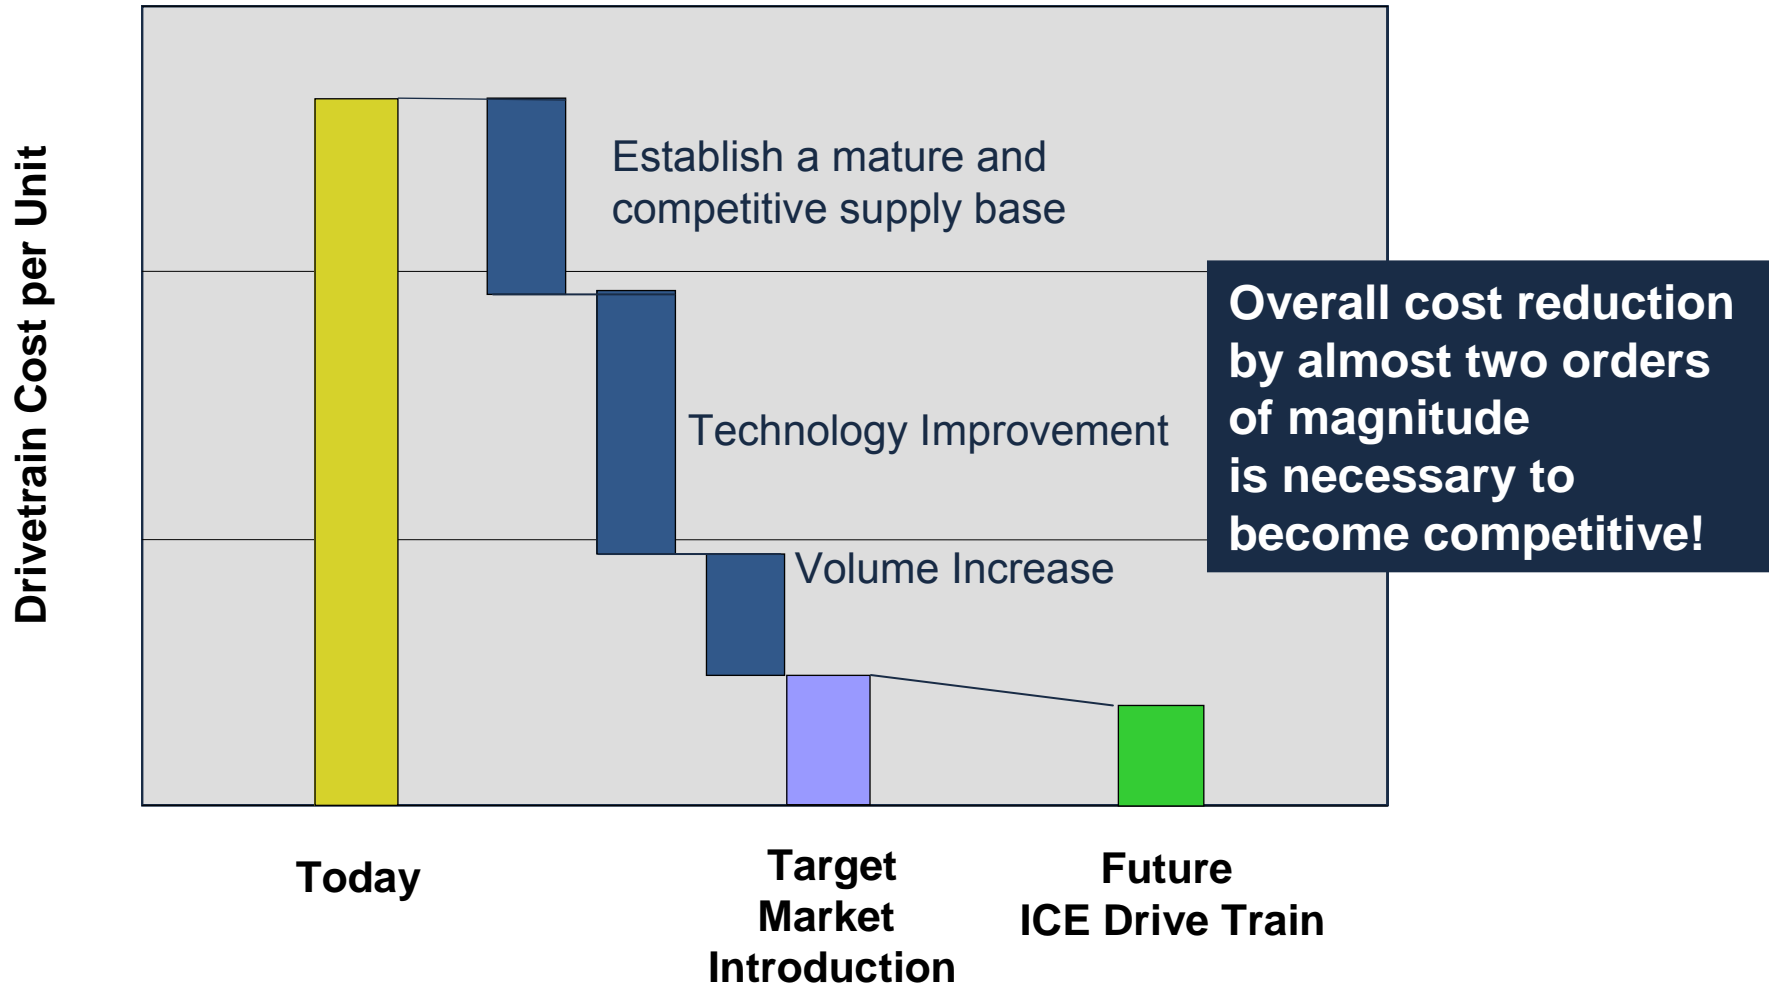 Drivetrain Cost per Unit
Establish a mature and
competitive supply base
Technology Improvement
Volume Increase
Overall cost reduction
by almost two orders
of magnitude
is necessary to
become competitive!
Today
Target
Market
Introduction
Future
ICE Drive Train